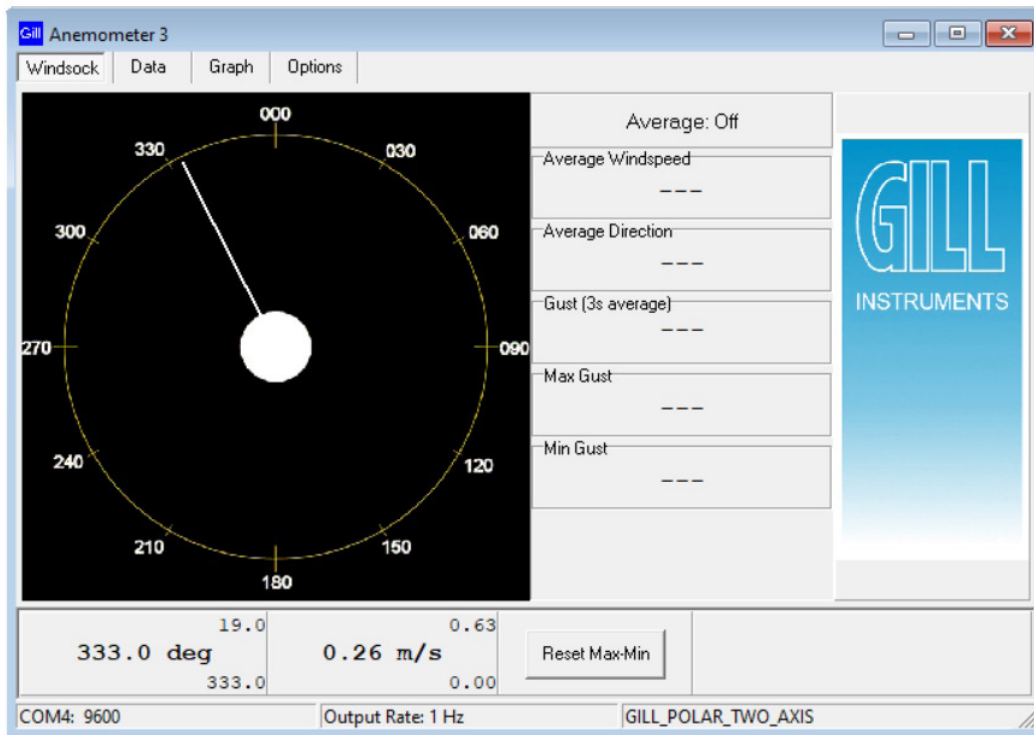 Gill Anemometer 3
Windsock Data Graph Options
000
330 030
300 060
270 090
240 120
210 150
180
Average: Off
Average Windspeed
---
Average Direction
---
Gust (3s average)
---
Max Gust
---
Min Gust
---
GILL
INSTRUMENTS
19.0
333.0 deg
333.0
0.63
0.26 m/s
0.00
Reset Max-Min
COM4: 9600 Output Rate: 1 Hz GILL_POLAR_TWO_AXIS